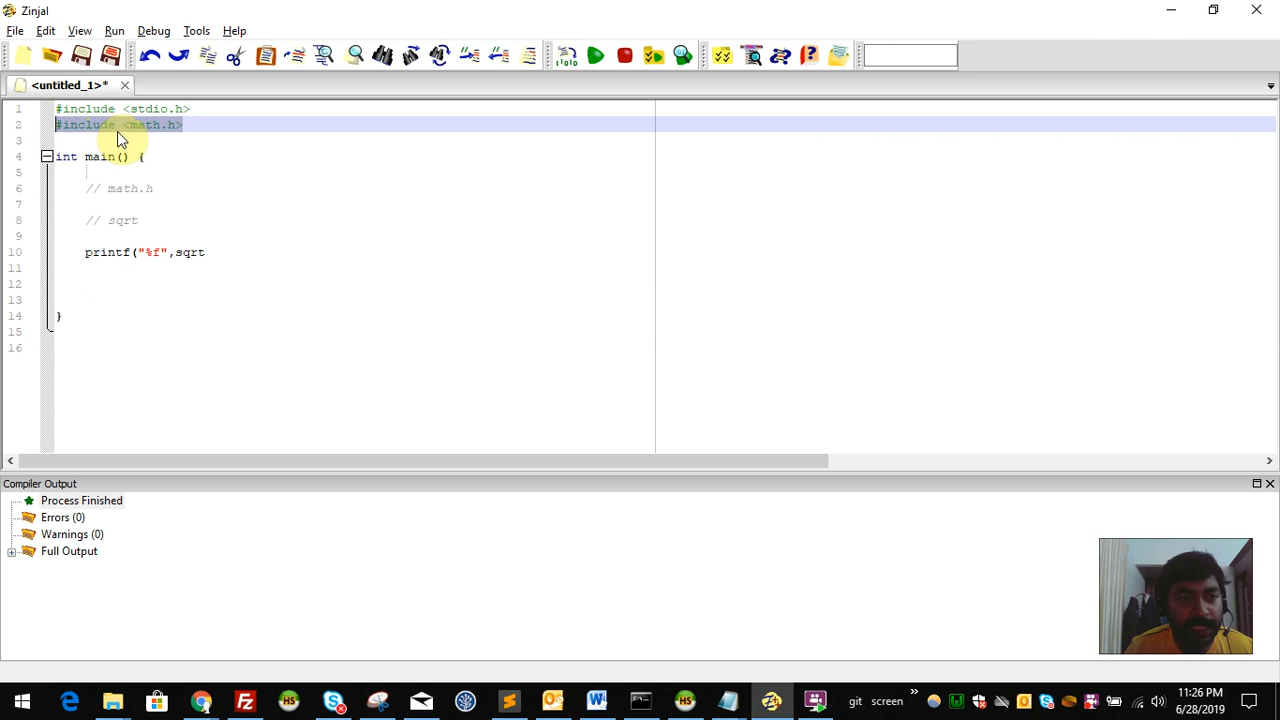 Zinjal
File Edit View Run Debug Tools Help
<untitled_1>*
1 #include <stdio.h>
2 #include <math.h>
3
4 int main() {
5
6 // math.h
7
8 // sqrt
9
10 printf("%f",sqrt
11
12
13
14 }
15
16
Compiler Output
Process Finished
Errors (0)
Warnings (0)
Full Output
git screen
11:26 PM
6/28/2019